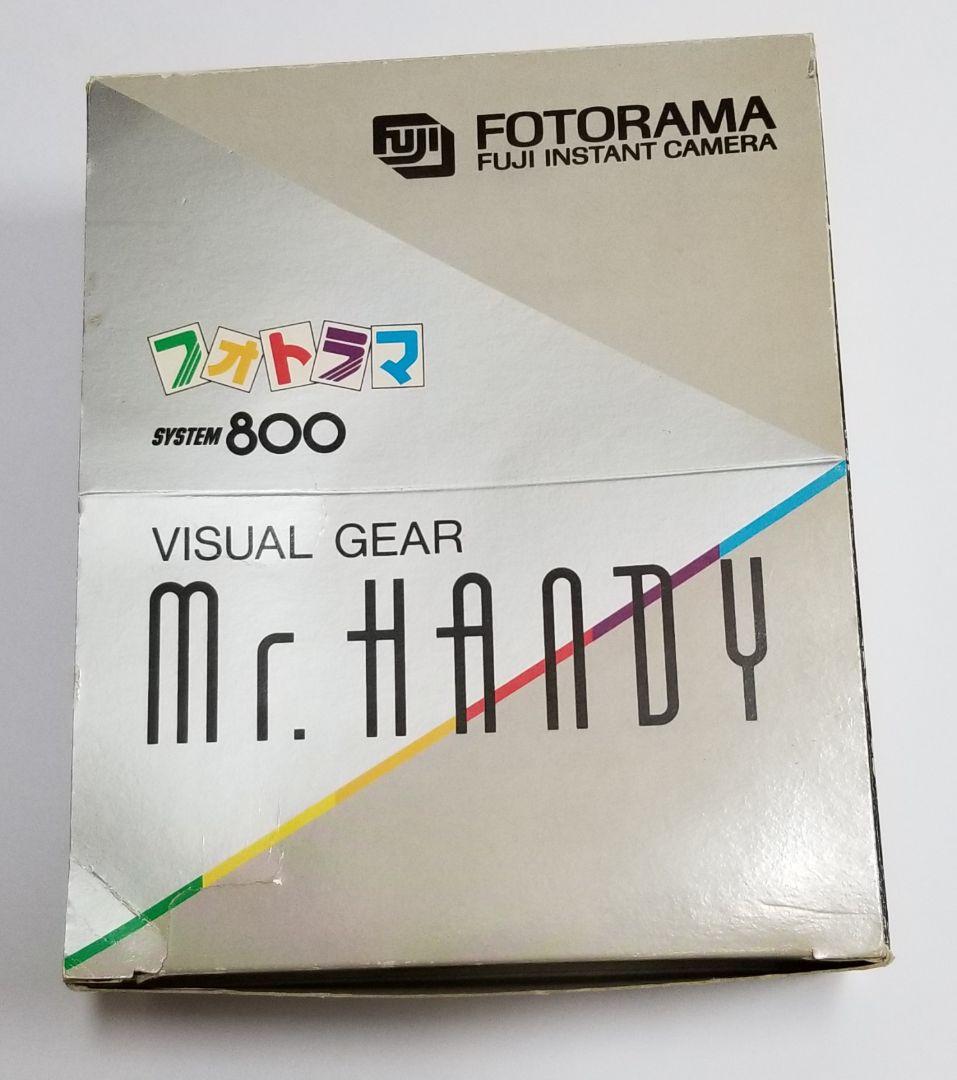 FUJI
FOTORAMA
FUJI INSTANT CAMERA
フォトラマ
SYSTEM 800
VISUAL GEAR
Mr. HANDY